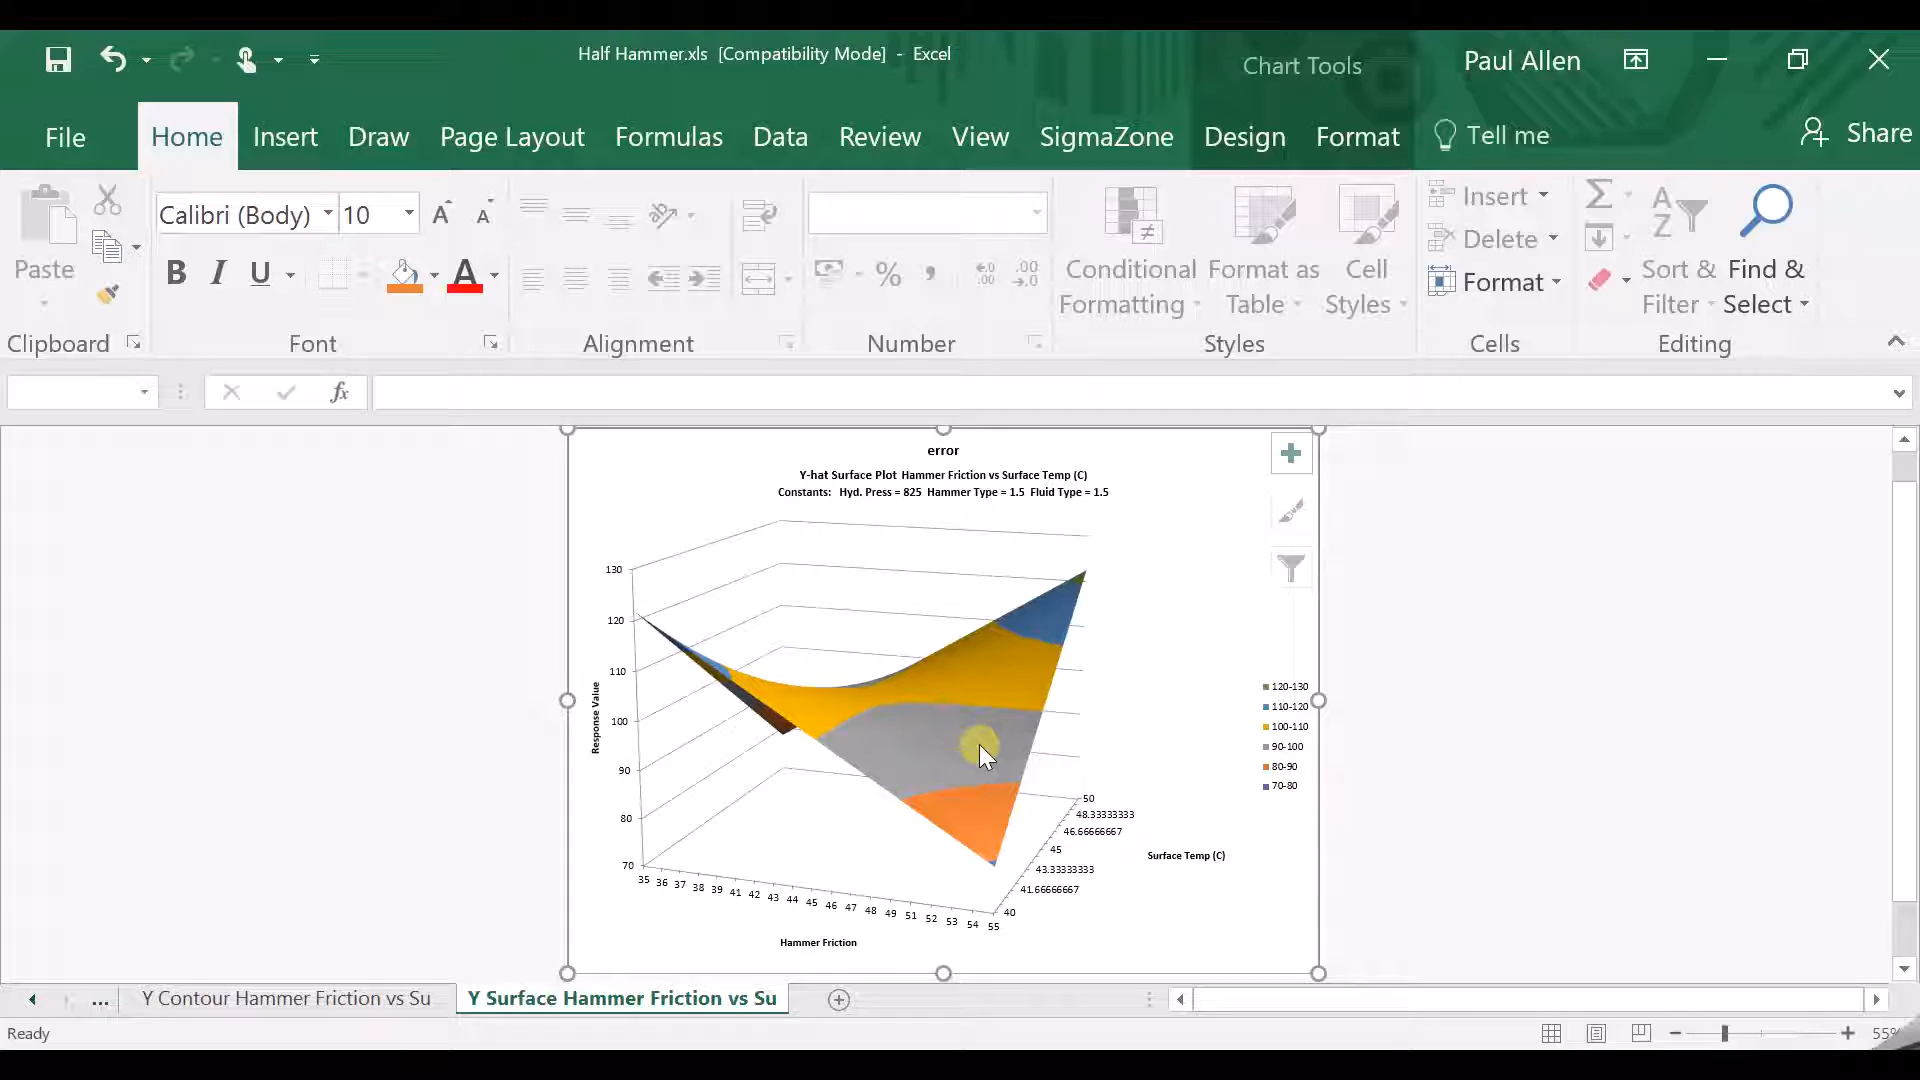 Half Hammer.xls [Compatibility Mode] - Excel
Chart Tools
Paul Allen
File Home Insert Draw Page Layout Formulas Data Review View SigmaZone Design Format Tell me Share
Calibri (Body) 10
Paste
B I U A
Conditional Formatting
Format as Table
Cell Styles
Insert
Delete
Format
Sort & Filter
Find & Select
Clipboard Font Alignment Number Styles Cells Editing
fx
error
Y-hat Surface Plot Hammer Friction vs Surface Temp (C)
Constants: Hyd. Press = 825 Hammer Type = 1.5 Fluid Type = 1.5
130
120
110
100
90
80
70
Response Value
35 36 37 38 39 41 42 43 44 45 46 47 48 49 51 52 53 54 55
Hammer Friction
50
48.33333333
46.66666667
45
43.33333333
41.66666667
40
Surface Temp (C)
120-130
110-120
100-110
90-100
80-90
70-80
... Y Contour Hammer Friction vs Su Y Surface Hammer Friction vs Su
Ready
55%